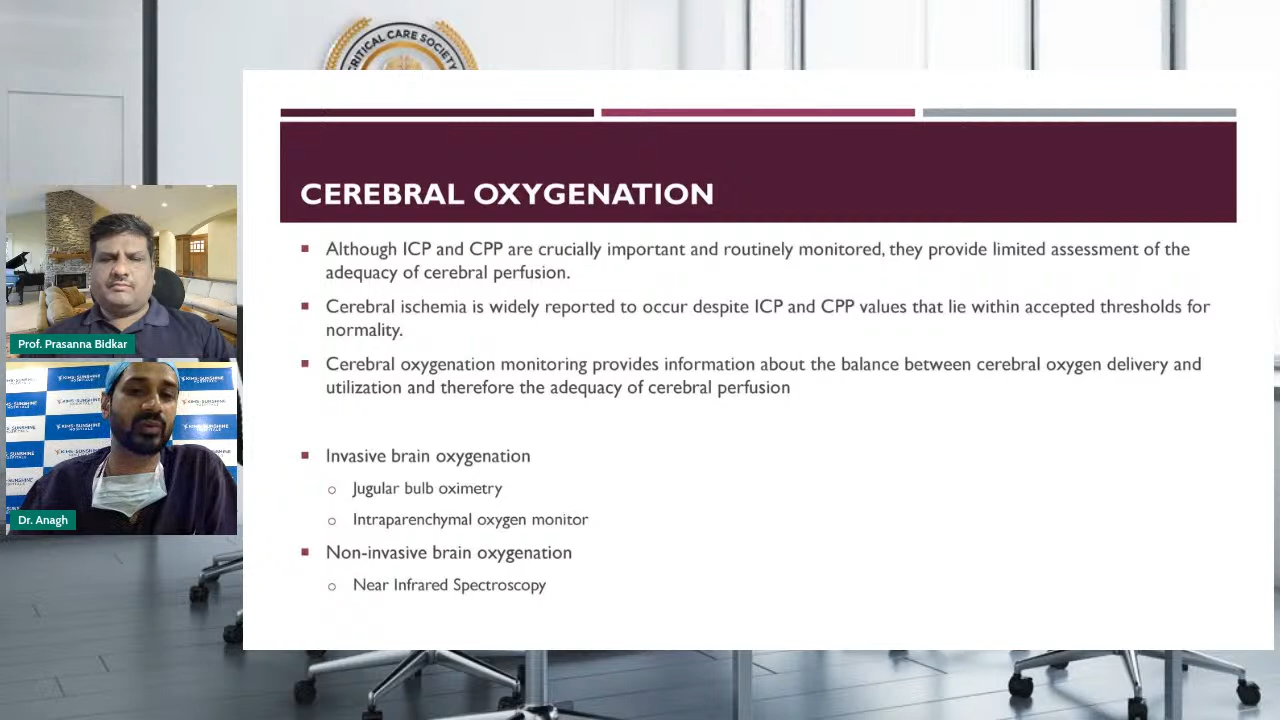 CRITICAL CARE SOCIETY
CEREBRAL OXYGENATION
Although ICP and CPP are crucially important and routinely monitored, they provide limited assessment of the
adequacy of cerebral perfusion.
Cerebral ischemia is widely reported to occur despite ICP and CPP values that lie within accepted thresholds for
normality.
Cerebral oxygenation monitoring provides information about the balance between cerebral oxygen delivery and
utilization and therefore the adequacy of cerebral perfusion
Invasive brain oxygenation
Jugular bulb oximetry
Intraparenchymal oxygen monitor
Non-invasive brain oxygenation
Near Infrared Spectroscopy
Prof. Prasanna Bidkar
KIMS-SUNSHINE
HOSPITALS
Dr. Anagh